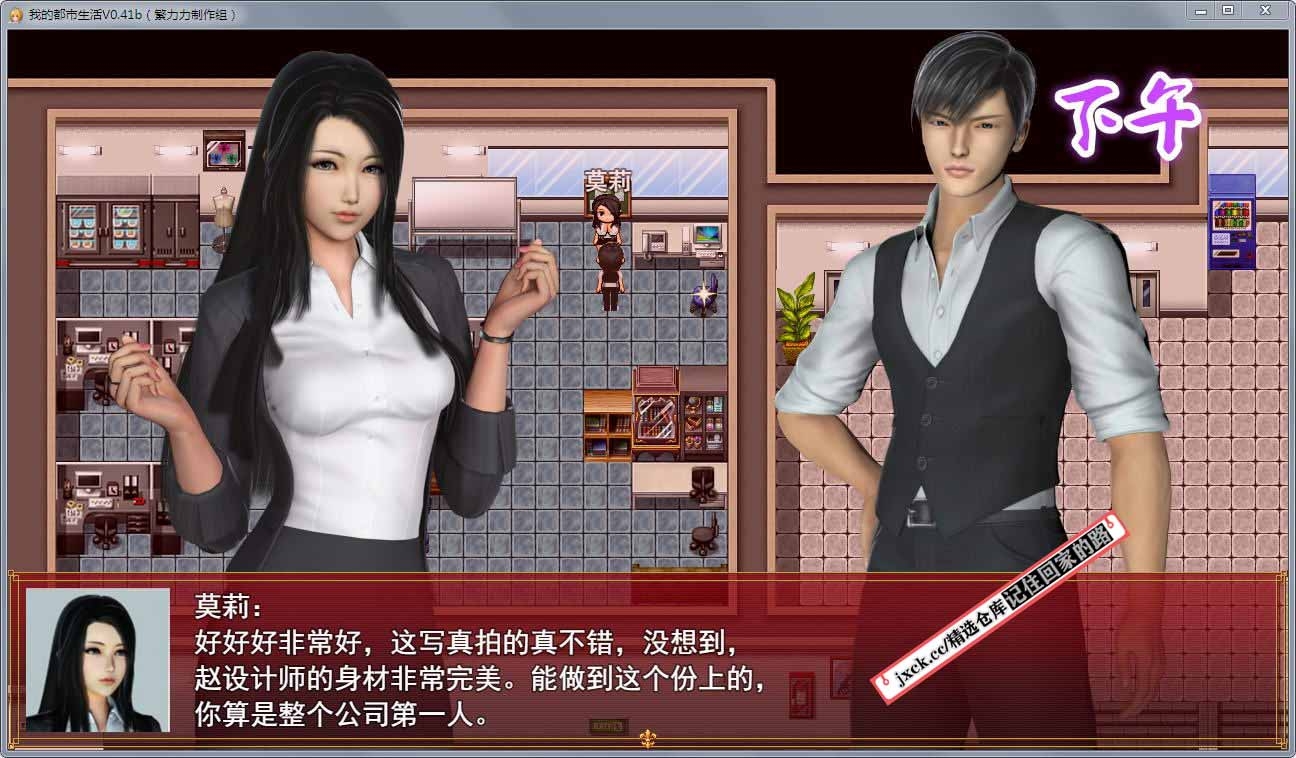 我的都市生活V0.41b（繁力力制作组）
下午
莫莉
莫莉：
好好好非常好，这写真拍的真不错，没想到，
赵设计师的身材非常完美。能做到这个份上的，
你算是整个公司第一人。
jxck.cc/精选仓库记住回家的路